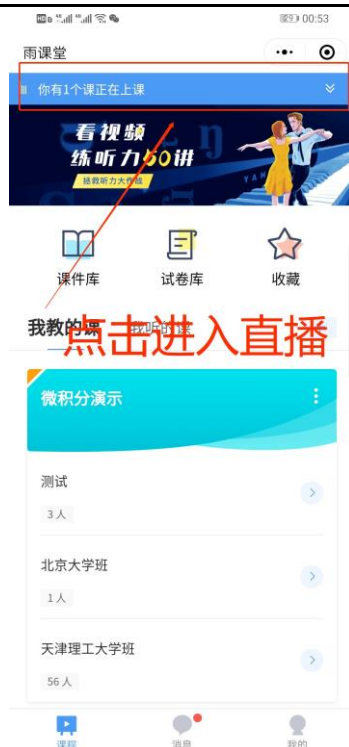 00:53
雨课堂
你有1个课正在上课
看视频
练听力50讲
拯救听力大作战
课件库
试卷库
收藏
我教的课
我听的课
点击进入直播
微积分演示
测试
3人
北京大学班
1人
天津理工大学班
56人
课程
消息
我的